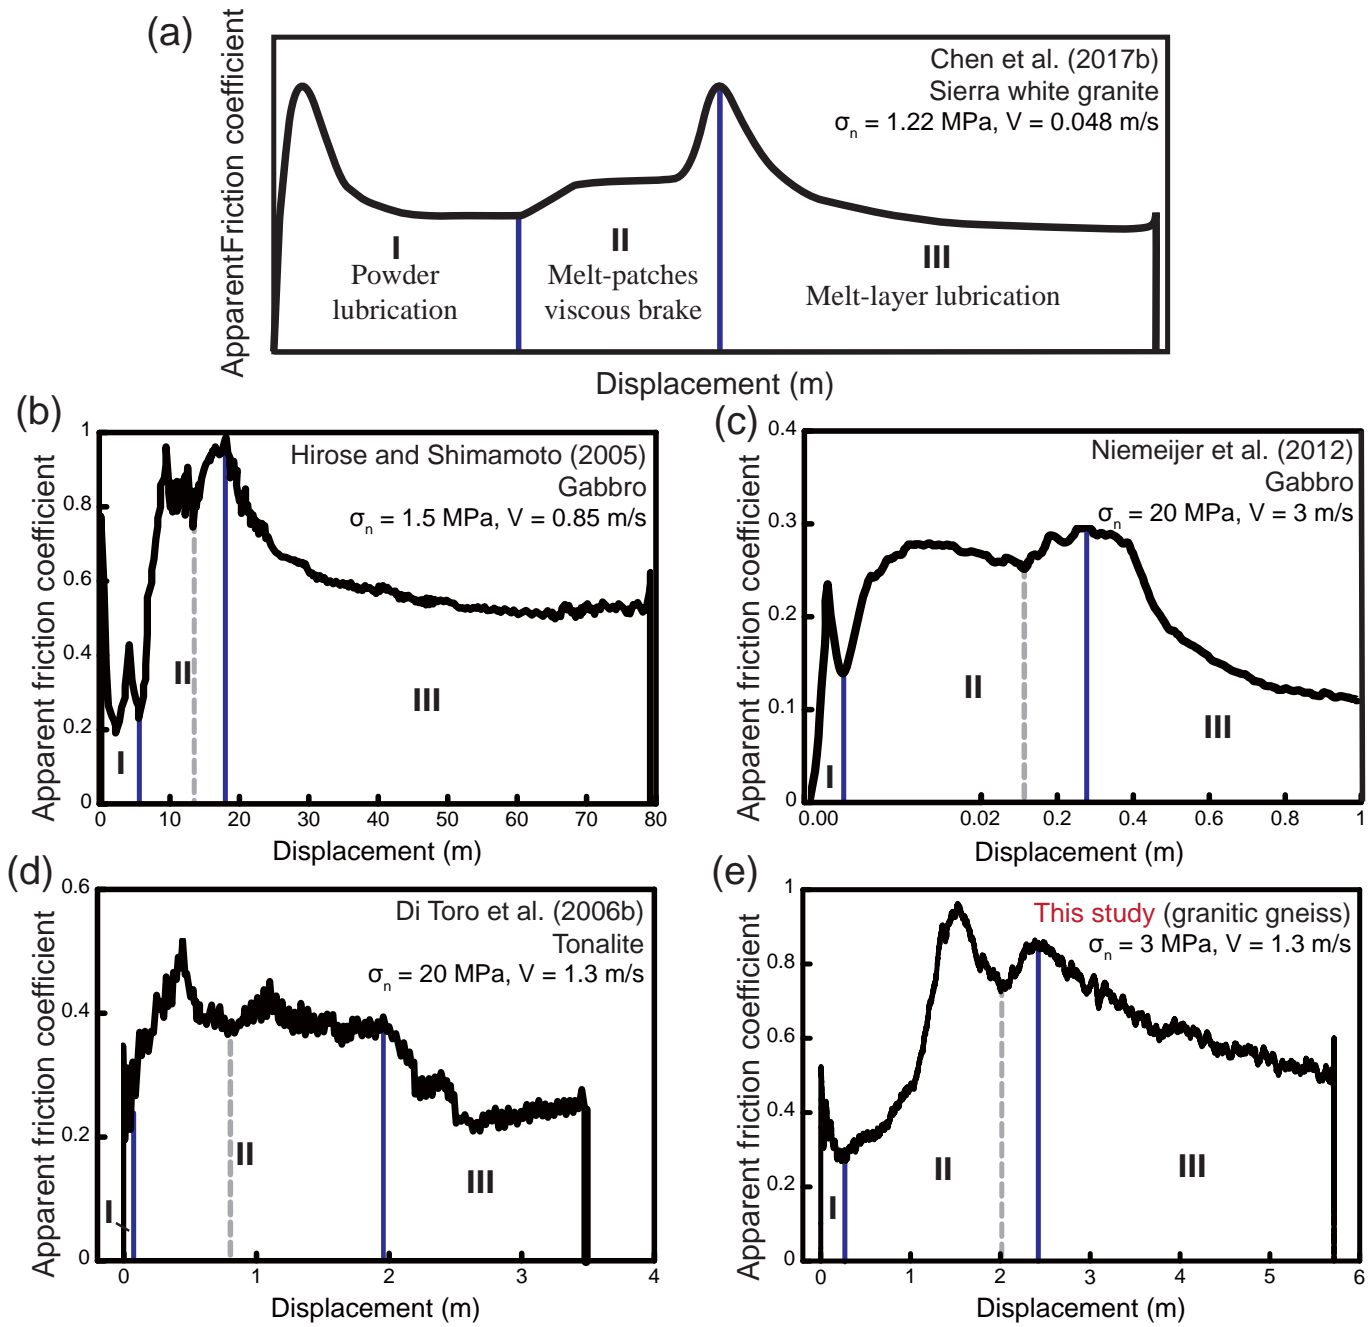 (a)
ApparentFriction coefficient
Chen et al. (2017b)
Sierra white granite
σn = 1.22 MPa, V = 0.048 m/s
I
Powder
lubrication
II
Melt-patches
viscous brake
III
Melt-layer lubrication
Displacement (m)
(b)
Apparent friction coefficient
1
0.8
0.6
0.4
0.2
0
Hirose and Shimamoto (2005)
Gabbro
σn = 1.5 MPa, V = 0.85 m/s
I
II
III
0 10 20 30 40 50 60 70 80
Displacement (m)
(c)
Apparent friction coefficient
0.4
0.3
0.2
0.1
0
Niemeijer et al. (2012)
Gabbro
σn = 20 MPa, V = 3 m/s
I
II
III
0.00 0.02 0.2 0.4 0.6 0.8 1
Displacement (m)
(d)
Apparent friction coefficient
0.6
0.4
0.2
0
Di Toro et al. (2006b)
Tonalite
σn = 20 MPa, V = 1.3 m/s
I
II
III
0 1 2 3 4
Displacement (m)
(e)
Apparent friction coefficient
1
0.8
0.6
0.4
0.2
0
This study (granitic gneiss)
σn = 3 MPa, V = 1.3 m/s
I
II
III
0 1 2 3 4 5 6
Displacement (m)